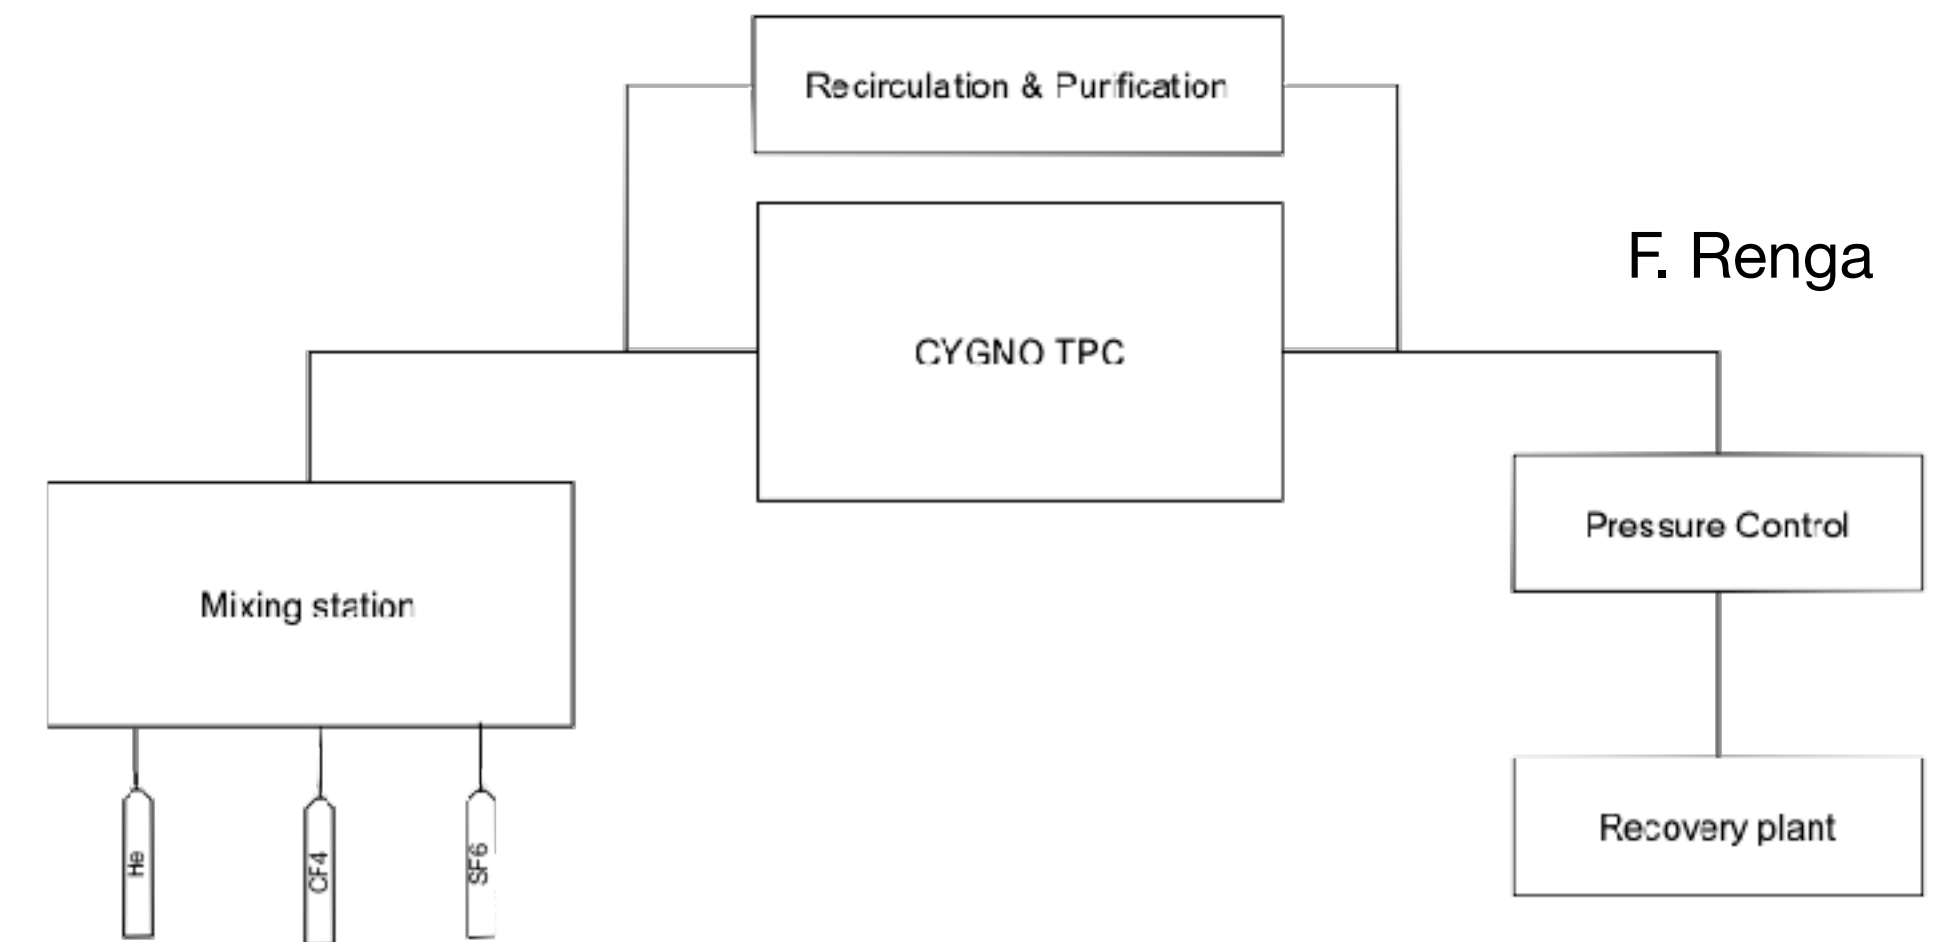 Recirculation & Purification
F. Renga
CYGNO TPC
Pressure Control
Mixing station
Recovery plant
He
CF4
SF6